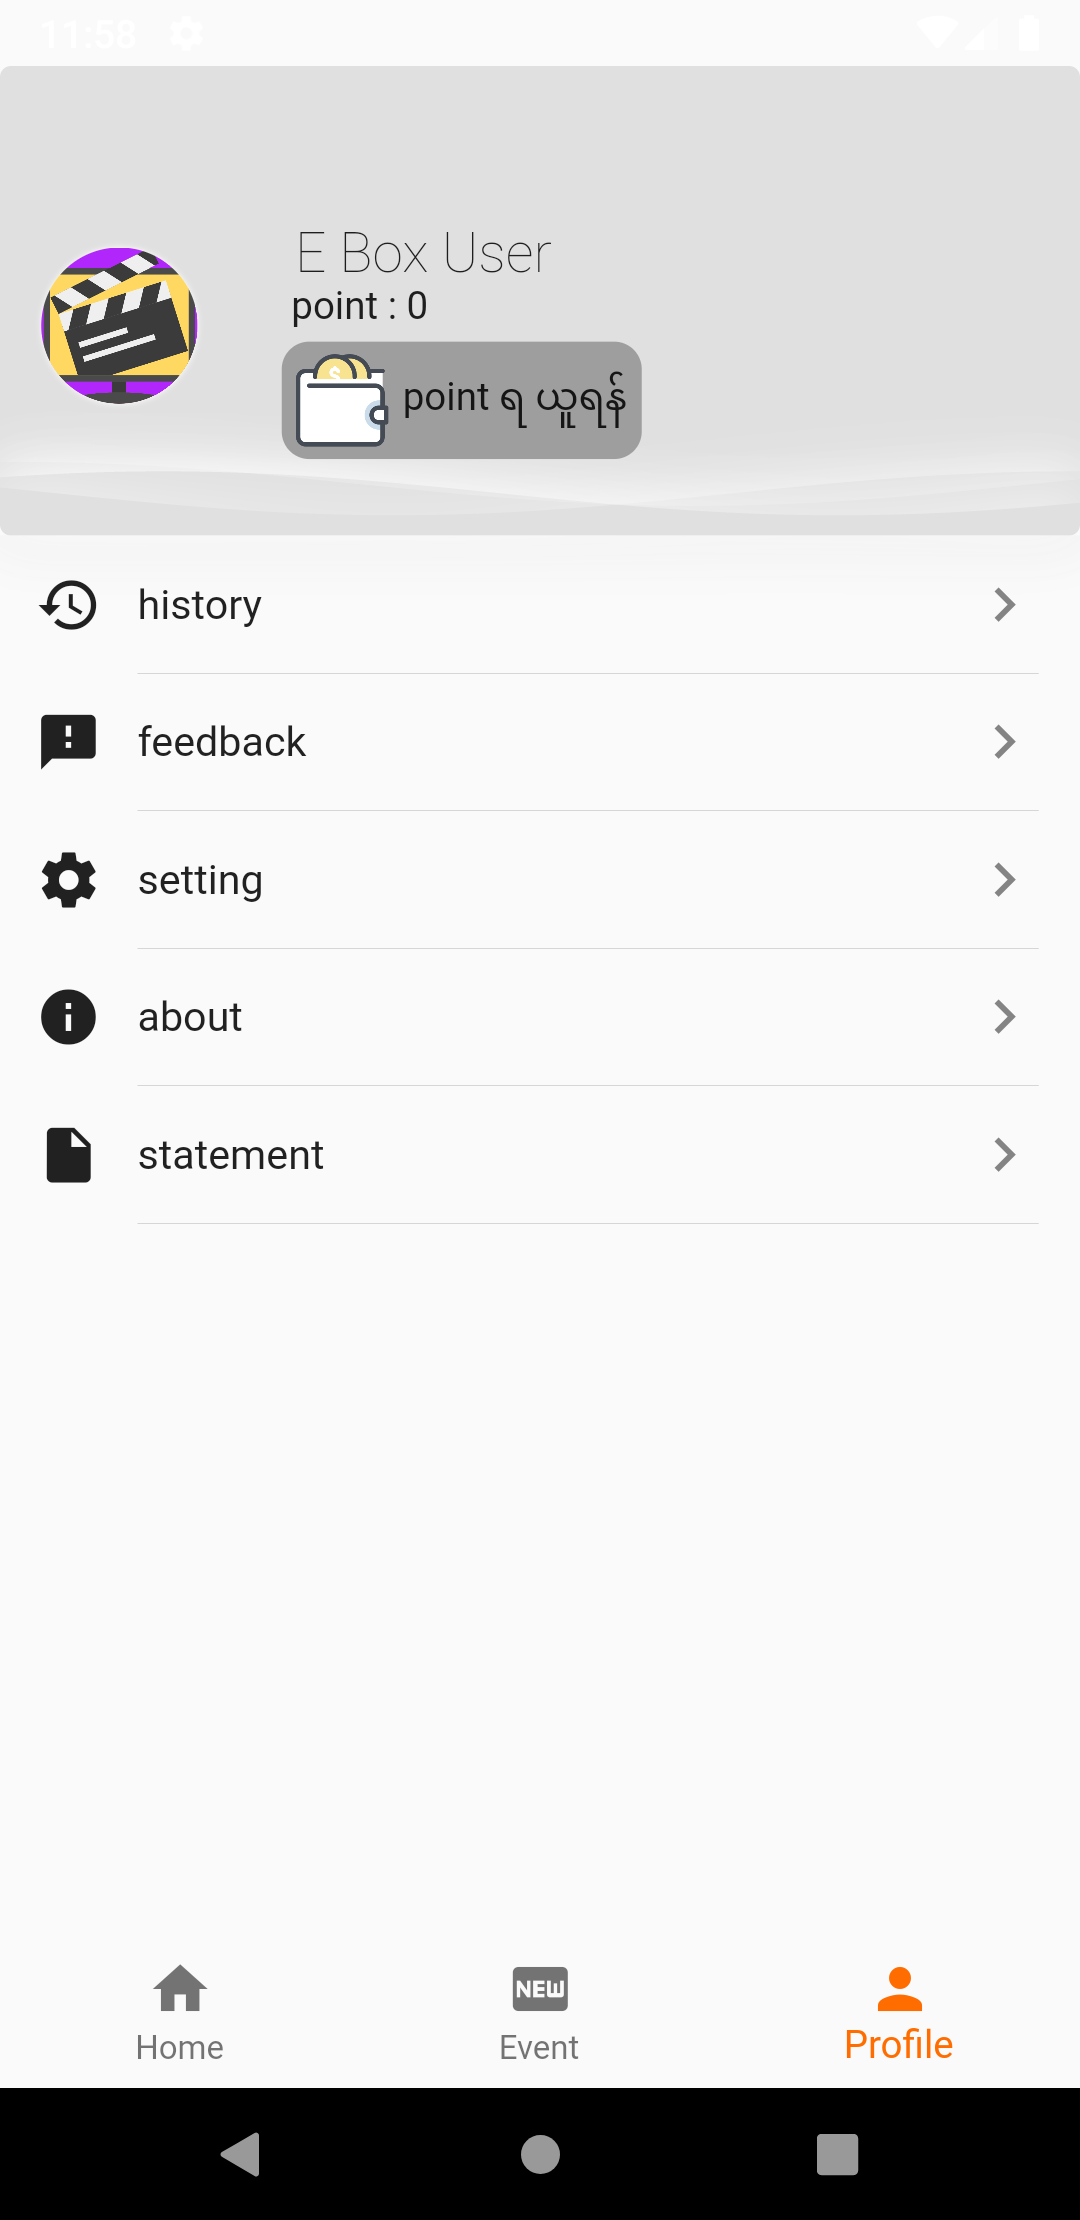 11:58
E Box User
point : 0
point ရ ယူရန်
history
feedback
setting
about
statement
NEW
Home
Event
Profile